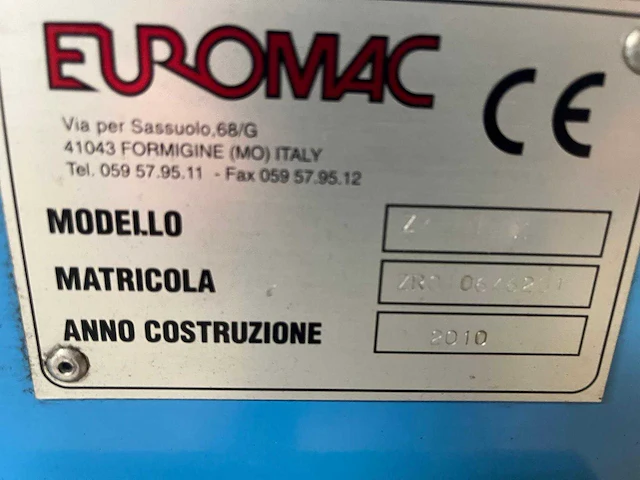 EUROMAC
CE
Via per Sassuolo,68/G
41043 FORMIGINE (MO) ITALY
Tel. 059 57.95.11 - Fax 059 57.95.12
MODELLO
MATRICOLA
ANNO COSTRUZIONE 2010